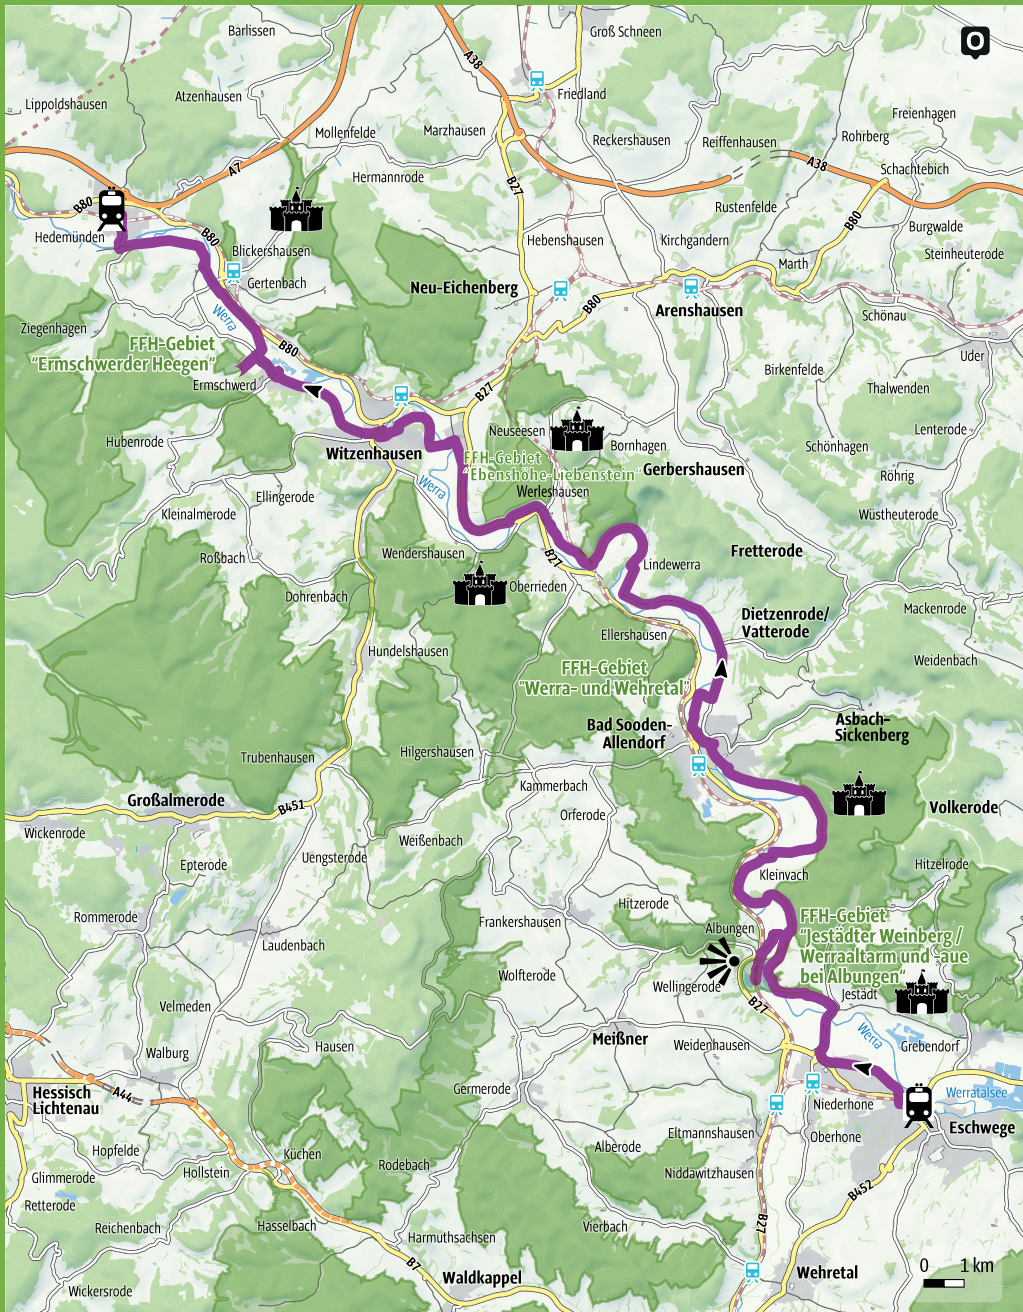 Barlissen
Groß Schneen
O
A38
Atzenhausen
Friedland
Lippoldshausen
Mollenfelde
Marzhausen
Reckershausen
Reiffenhausen
Freienhagen
Rohrberg
A7
Hermannrode
A38
Schachtebich
B27
B80
Rustenfelde
B80
Burgwalde
Hedemünden
B80
Blickershausen
Hebenshausen
Kirchgandern
Steinheuterode
Marth
Gertenbach
Neu-Eichenberg
B80
Arenshausen
Schönau
Werra
Ziegenhagen
FFH-Gebiet
"Ermschwerder Heegen"
B80
Uder
Birkenfelde
Ermschwerd
Thalwenden
B27
Hubenrode
Neuseesen
Bornhagen
Schönhagen
Lenterode
Witzenhausen
FFH-Gebiet
"Ebenshöhe-Liebenstein"
Gerbershausen
Röhrig
Ellingerode
Werra
Werleshausen
Kleinalmerode
Wüstheuterode
Roßbach
Wendershausen
B27
Fretterode
Lindewerra
Oberrieden
Dohrenbach
Dietzenrode/
Vatterode
Mackenrode
Ellershausen
Hundelshausen
FFH-Gebiet
"Werra- und Wehretal"
Weidenbach
Bad Sooden-
Allendorf
Asbach-
Sickenberg
Trubenhausen
Hilgershausen
Kammerbach
Großalmerode
B451
Orferode
Volkerode
Wickenrode
Weißenbach
Uengsterode
Epterode
Kleinvach
Hitzelrode
Rommerode
Frankershausen
Hitzerode
FFH-Gebiet
"Jestädter Weinberg /
Werraaltarm und -aue
bei Albungen"
Albungen
Laudenbach
Wolfterode
Wellingerode
Jestädt
Velmeden
B27
Werra
Meißner
Weidenhausen
Grebendorf
Hausen
Walburg
Hessisch
Lichtenau
A44
Germerode
Niederhone
Werratalsee
Eschwege
Eltmannshausen
Oberhone
Alberode
Hopfelde
Küchen
Rodebach
Glimmerode
Hollstein
Niddawitzhausen
B452
Retterode
Reichenbach
Hasselbach
Vierbach
B27
Harmuthsachsen
B7
Waldkappel
Wehretal
0 1 km
Wickersrode